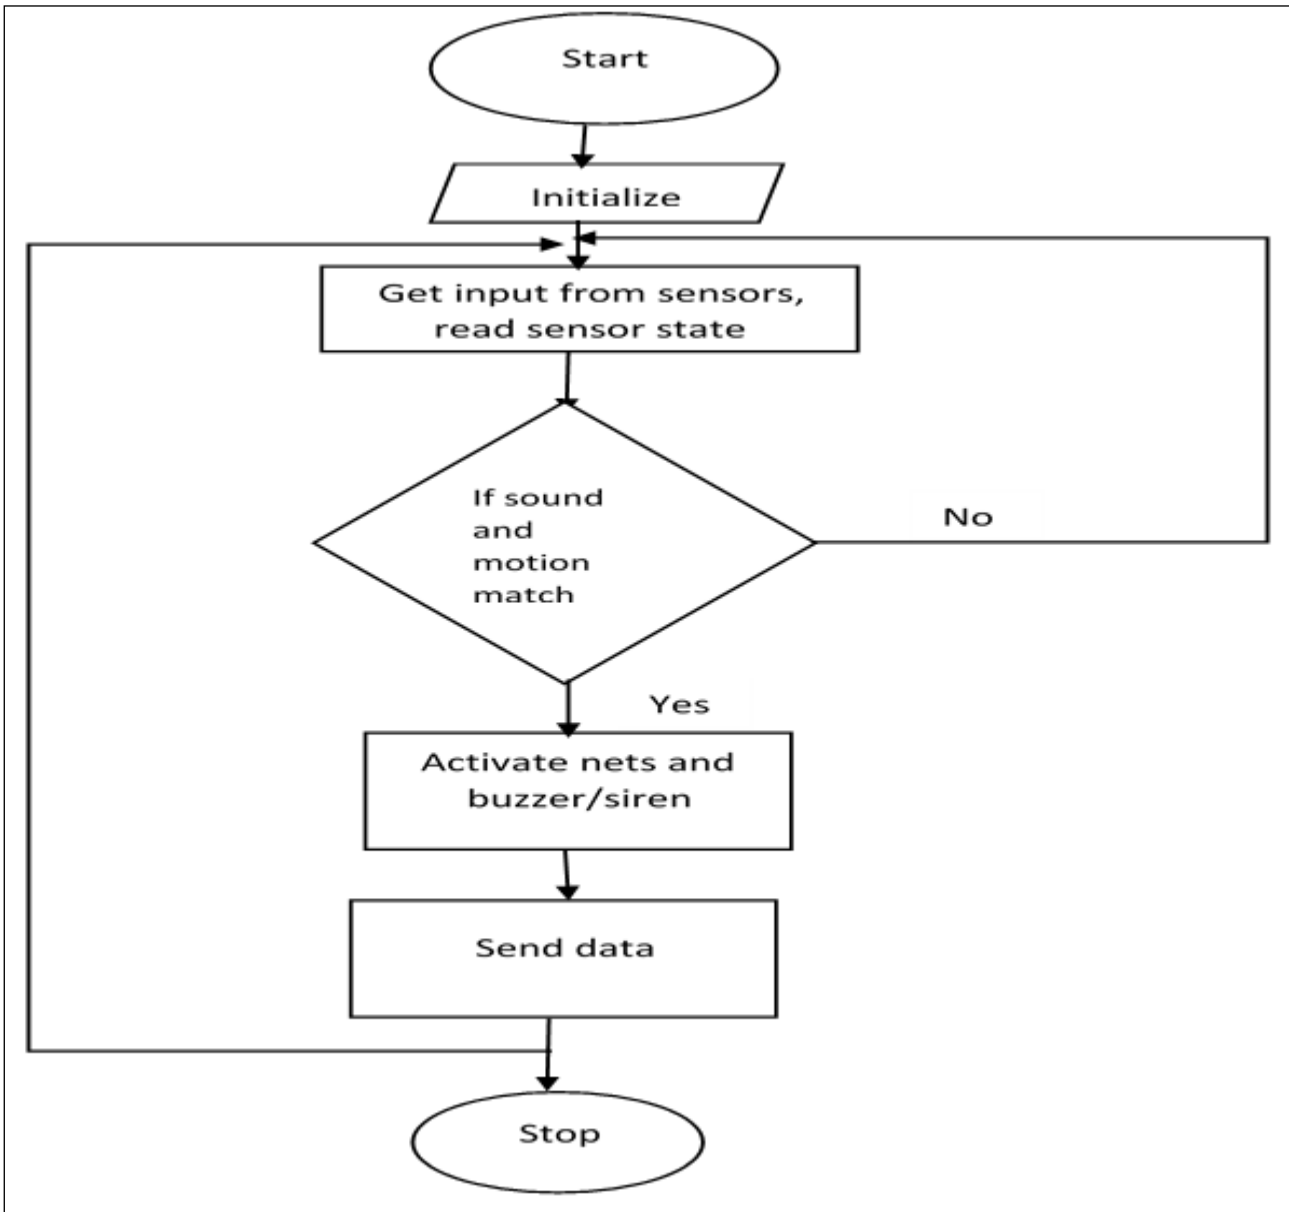 Start
Initialize
Get input from sensors,
read sensor state
If sound
and
motion
match
No
Yes
Activate nets and
buzzer/siren
Send data
Stop